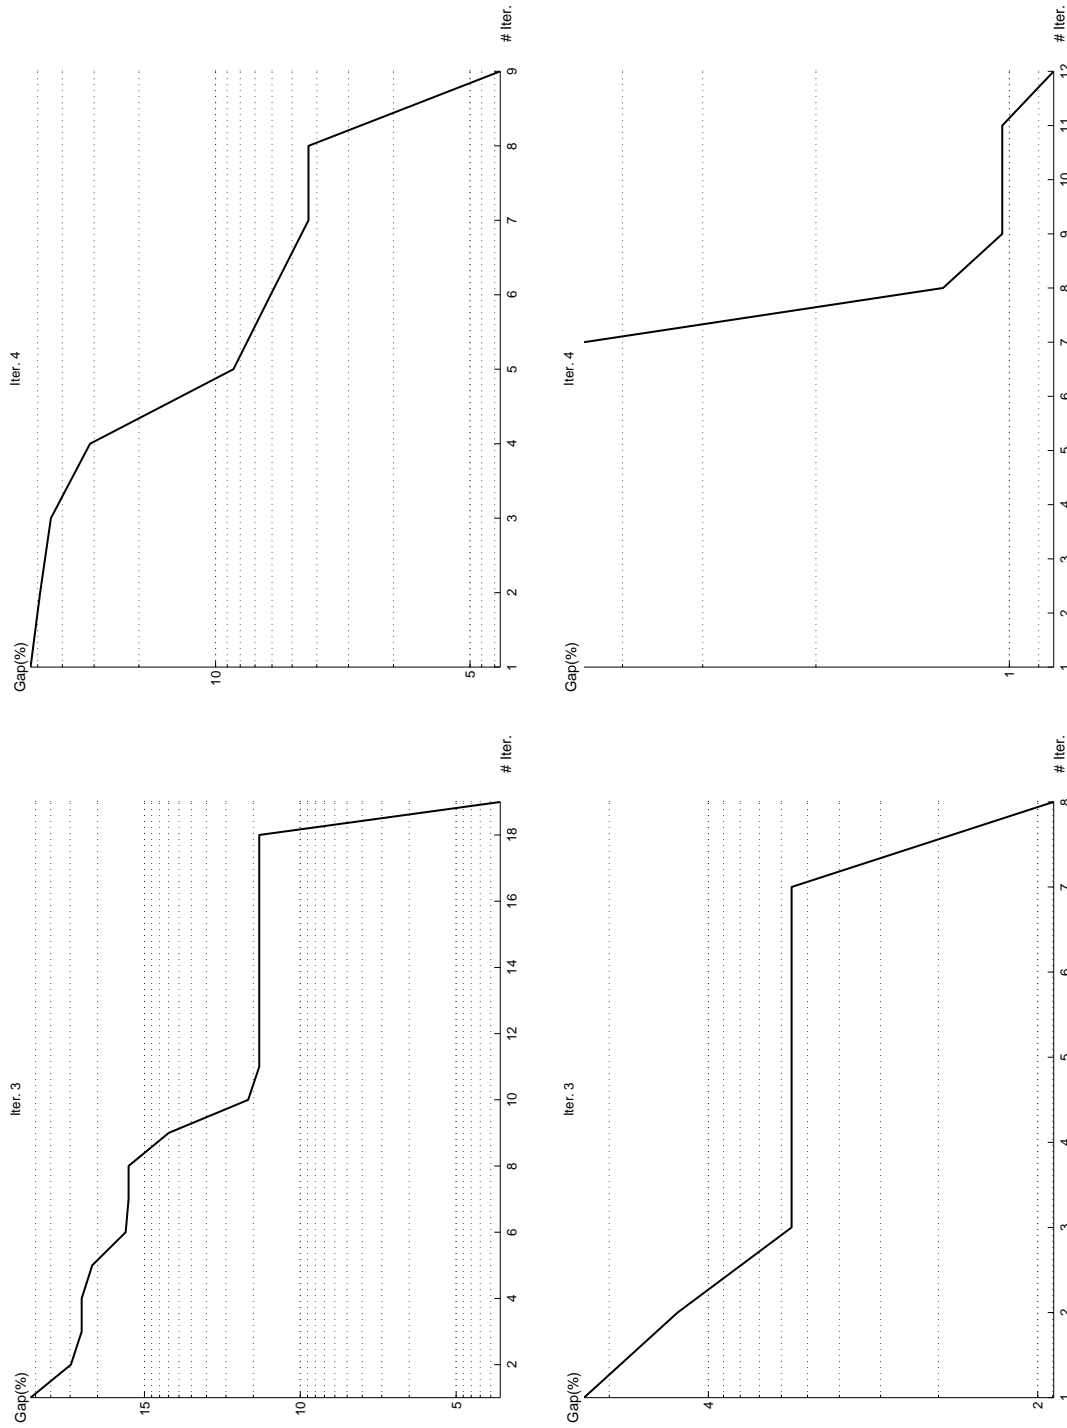 Gap(%)
Iter. 3
15
10
5
2 4 6 8 10 12 14 16 18
# Iter.
Gap(%)
Iter. 4
10
5
1 2 3 4 5 6 7 8 9
# Iter.
Gap(%)
Iter. 3
4
2
1 2 3 4 5 6 7 8
# Iter.
Gap(%)
Iter. 4
1
1 2 3 4 5 6 7 8 9 10 11 12
# Iter.